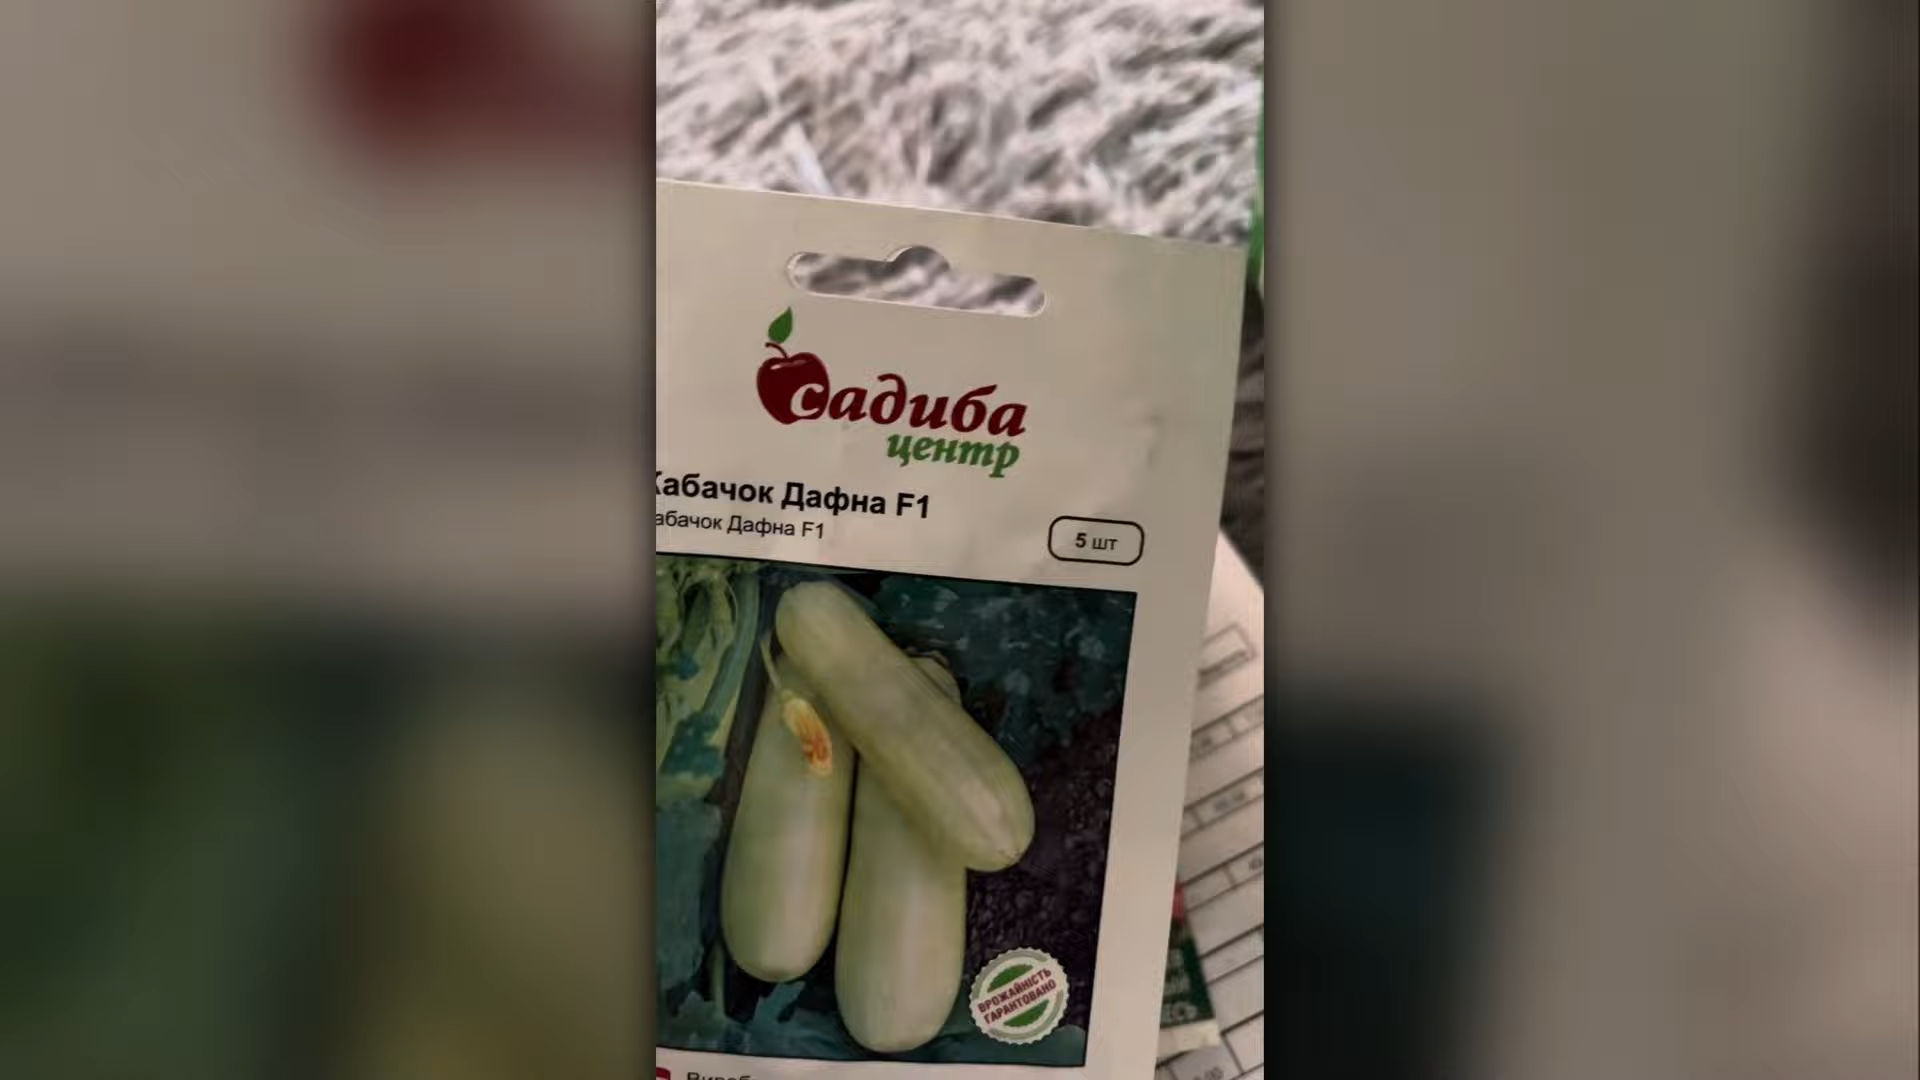 садиба
центр
Кабачок Дафна F1
абачок Дафна F1
5 шт
ВРОЖАЙНІСТЬ
ГАРАНТОВАНО